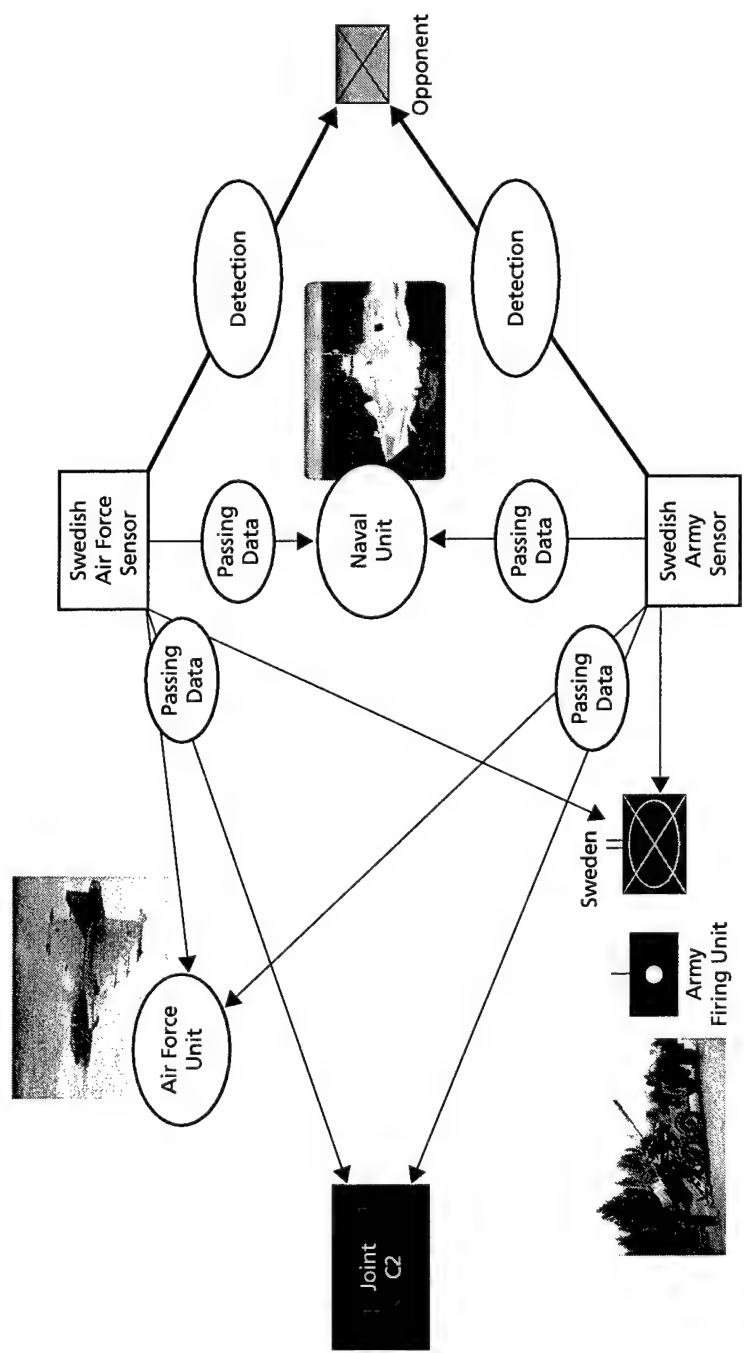 Swedish
Air Force
Sensor
Detection
Opponent
Passing
Data
Passing
Data
Naval
Unit
Air Force
Unit
Joint
C2
Passing
Data
Passing
Data
Detection
Sweden
Swedish
Army
Sensor
Army
Firing Unit